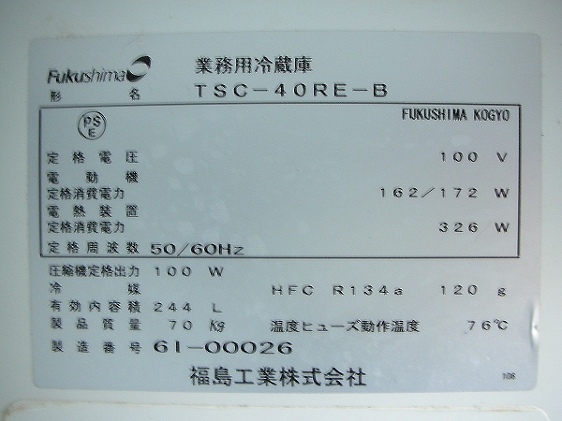 Fukushima 業務用冷蔵庫
形名 TSC-40RE-B
PS E FUKUSHIMA KOGYO
定格電圧 100 V
電動機
定格消費電力 162/172 W
電熱装置
定格消費電力 326 W
定格周波数 50/60Hz
圧縮機定格出力 100 W
冷媒 HFC R134a 120 g
有効内容積 244 L
製品質量 70 Kg 温度ヒューズ動作温度 76℃
製造番号 61-00026
福島工業株式会社 108